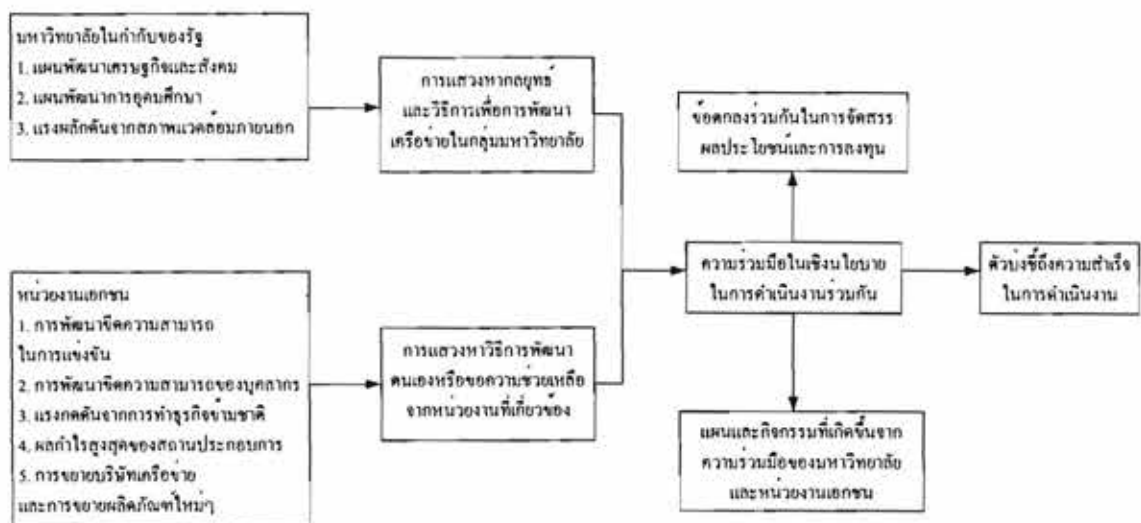 มหาวิทยาลัยในกำกับของรัฐ
1. แผนพัฒนาเศรษฐกิจและสังคม
2. แผนพัฒนาการอุดมศึกษา
3. แรงผลักดันจากสภาพแวดล้อมภายนอก
การแสวงหากลยุทธ์
และวิธีการเพื่อการพัฒนา
เครือข่ายในกลุ่มมหาวิทยาลัย
ข้อตกลงร่วมกันในการจัดสรร
ผลประโยชน์และการลงทุน
หน่วยงานเอกชน
1. การพัฒนาขีดความสามารถ
ในการแข่งขัน
2. การพัฒนาขีดความสามารถของบุคลากร
3. แรงกดดันจากการทำธุรกิจข้ามชาติ
4. ผลกำไรสูงสุดของสถานประกอบการ
5. การขยายบริษัทเครือข่าย
และการขยายผลิตภัณฑ์ใหม่ๆ
การแสวงหาวิธีการพัฒนา
ตนเองหรือขอความช่วยเหลือ
จากหน่วยงานที่เกี่ยวข้อง
ความร่วมมือในเชิงนโยบาย
ในการดำเนินงานร่วมกัน
ตัวบ่งชี้ถึงความสำเร็จ
ในการดำเนินงาน
แผนและกิจกรรมที่เกิดขึ้นจาก
ความร่วมมือของมหาวิทยาลัย
และหน่วยงานเอกชน